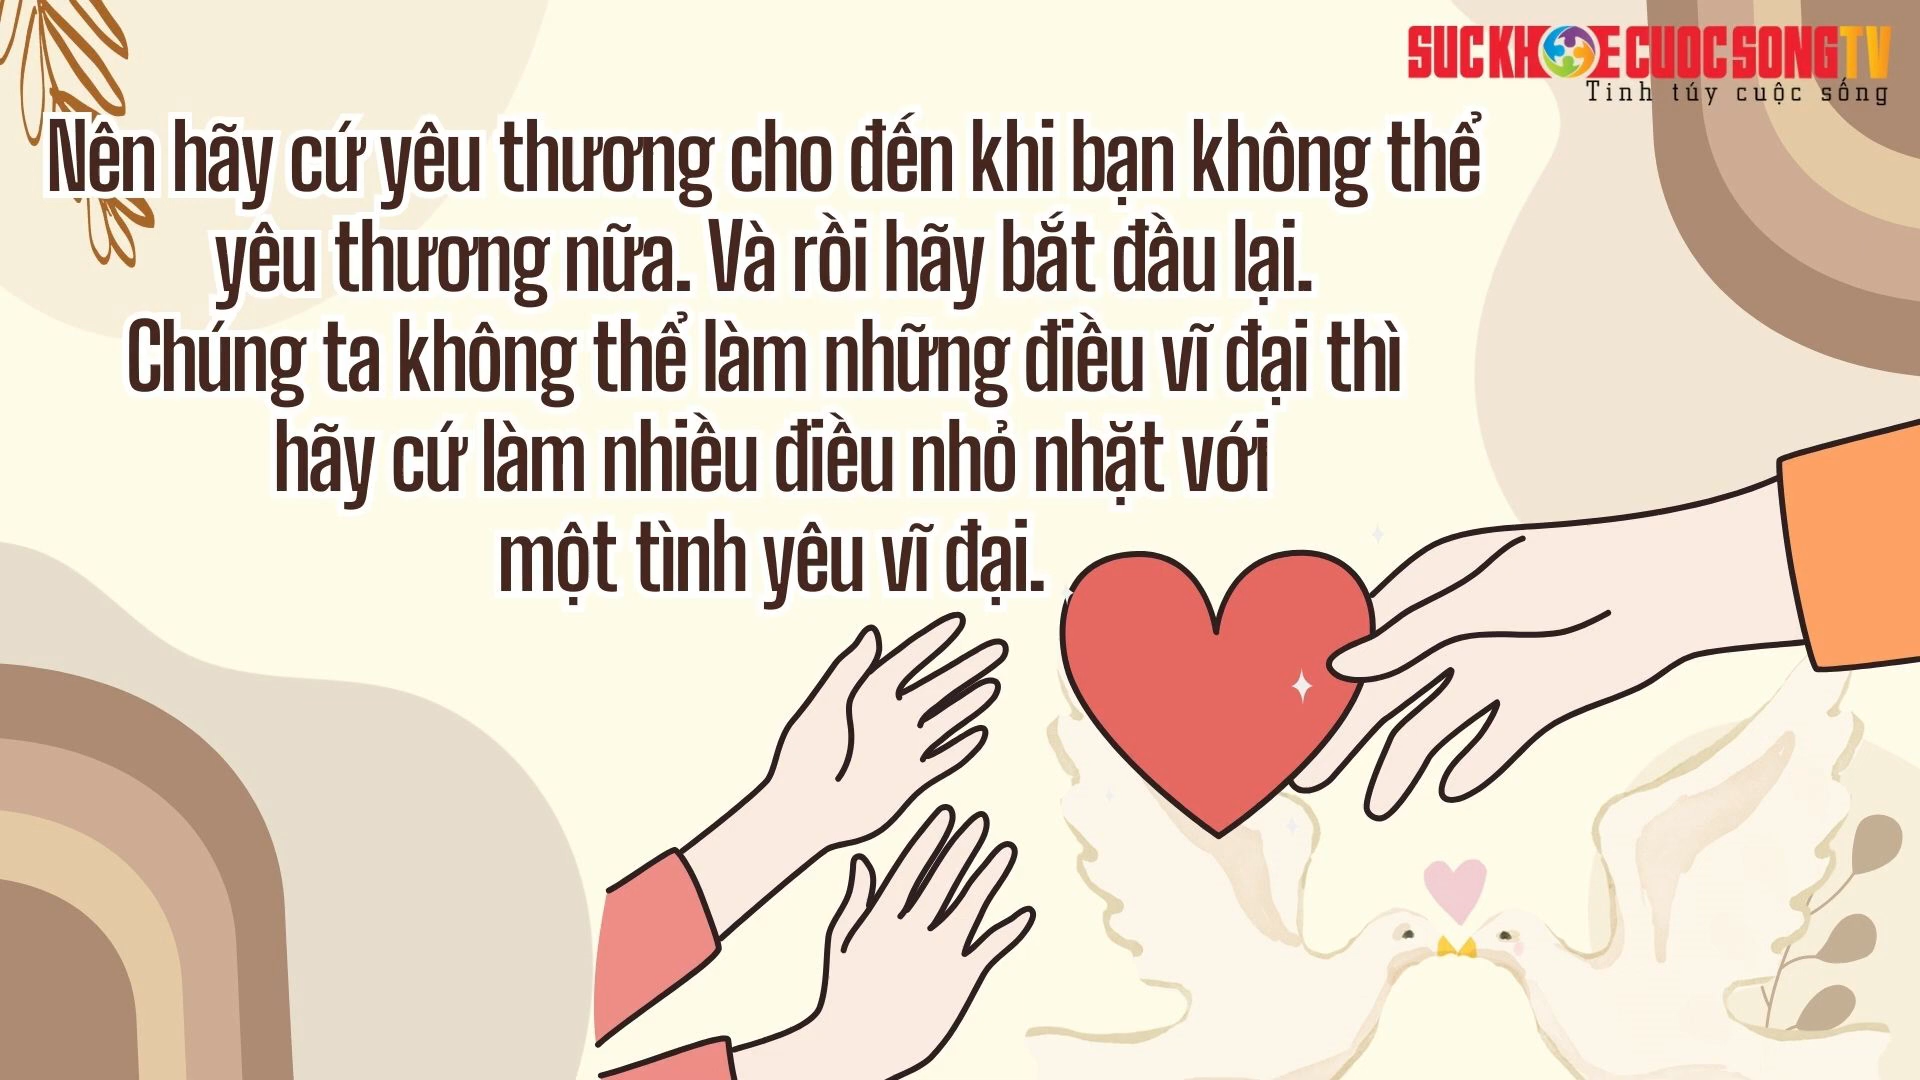 SUCKHOECUOCSONGTV
Tinh túy cuộc sống
Nên hãy cứ yêu thương cho đến khi bạn không thể
yêu thương nữa. Và rồi hãy bắt đầu lại.
Chúng ta không thể làm những điều vĩ đại thì
hãy cứ làm nhiều điều nhỏ nhặt với
một tình yêu vĩ đại.